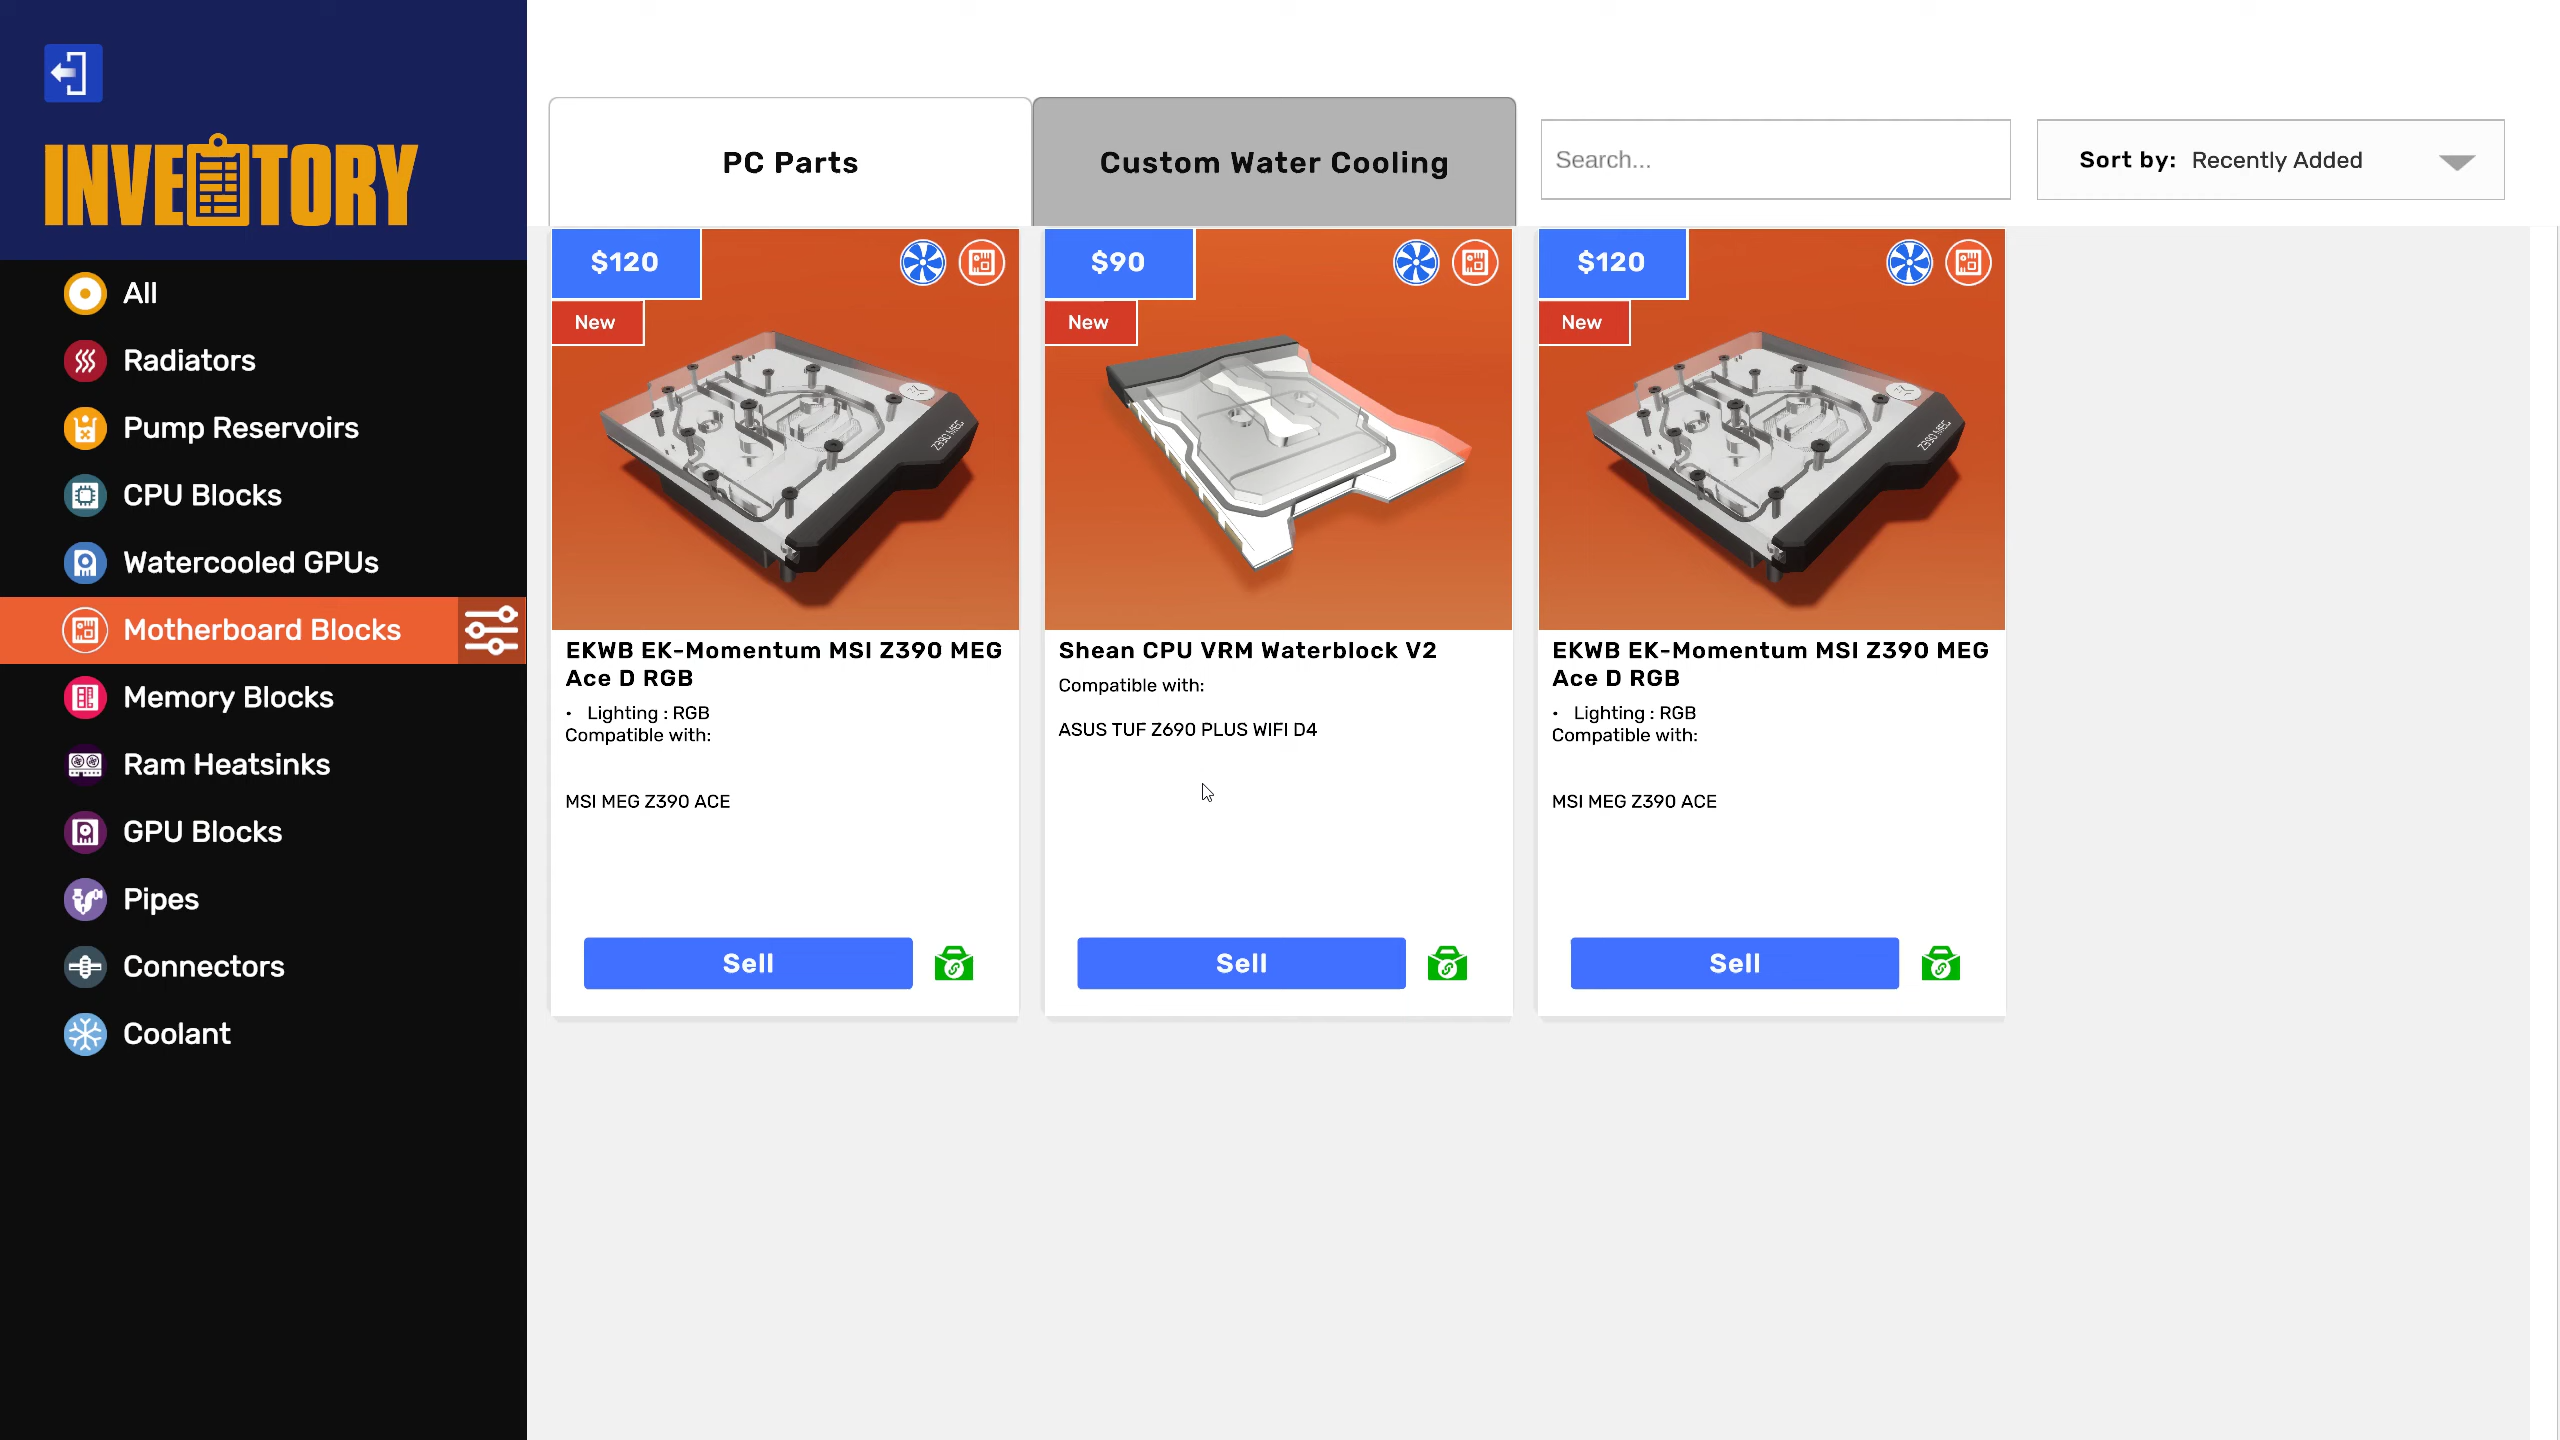 INVENTORY
All
Radiators
Pump Reservoirs
CPU Blocks
Watercooled GPUs
Motherboard Blocks
Memory Blocks
Ram Heatsinks
GPU Blocks
Pipes
Connectors
Coolant
PC Parts
Custom Water Cooling
Search...
Sort by: Recently Added
$120
New
Z390 MEG
EKWB EK-Momentum MSI Z390 MEG
Ace D RGB
• Lighting : RGB
Compatible with:
MSI MEG Z390 ACE
Sell
$90
New
Shean CPU VRM Waterblock V2
Compatible with:
ASUS TUF Z690 PLUS WIFI D4
Sell
$120
New
Z390 MEG
EKWB EK-Momentum MSI Z390 MEG
Ace D RGB
• Lighting : RGB
Compatible with:
MSI MEG Z390 ACE
Sell